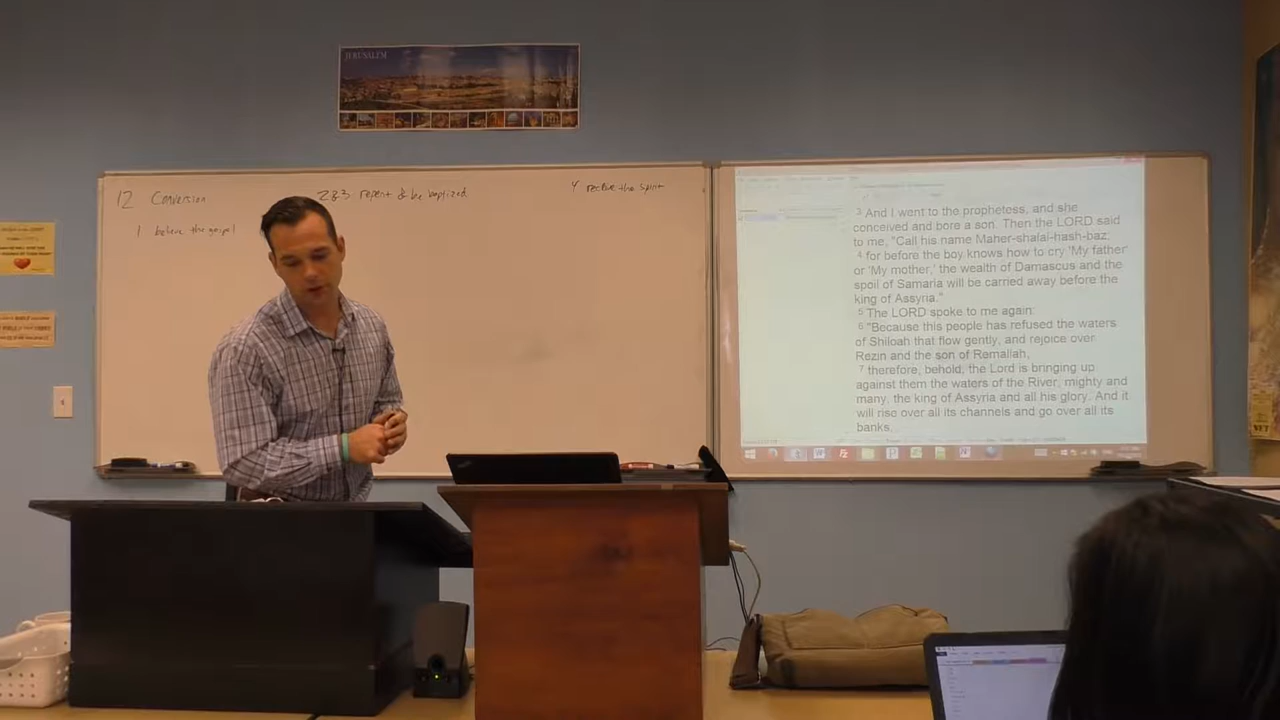 JERUSALEM
12 Conversion
2 & 3 repent & be baptized
4 receive the Spirit
1 believe the gospel
3 And I went to the prophetess, and she
conceived and bore a son. Then the LORD said
to me, "Call his name Maher-shalal-hash-baz;
4 for before the boy knows how to cry 'My father'
or 'My mother,' the wealth of Damascus and the
spoil of Samaria will be carried away before the
king of Assyria."
5 The LORD spoke to me again:
6 "Because this people has refused the waters
of Shiloah that flow gently, and rejoice over
Rezin and the son of Remaliah,
7 therefore, behold, the Lord is bringing up
against them the waters of the River, mighty and
many, the king of Assyria and all his glory. And it
will rise over all its channels and go over all its
banks,